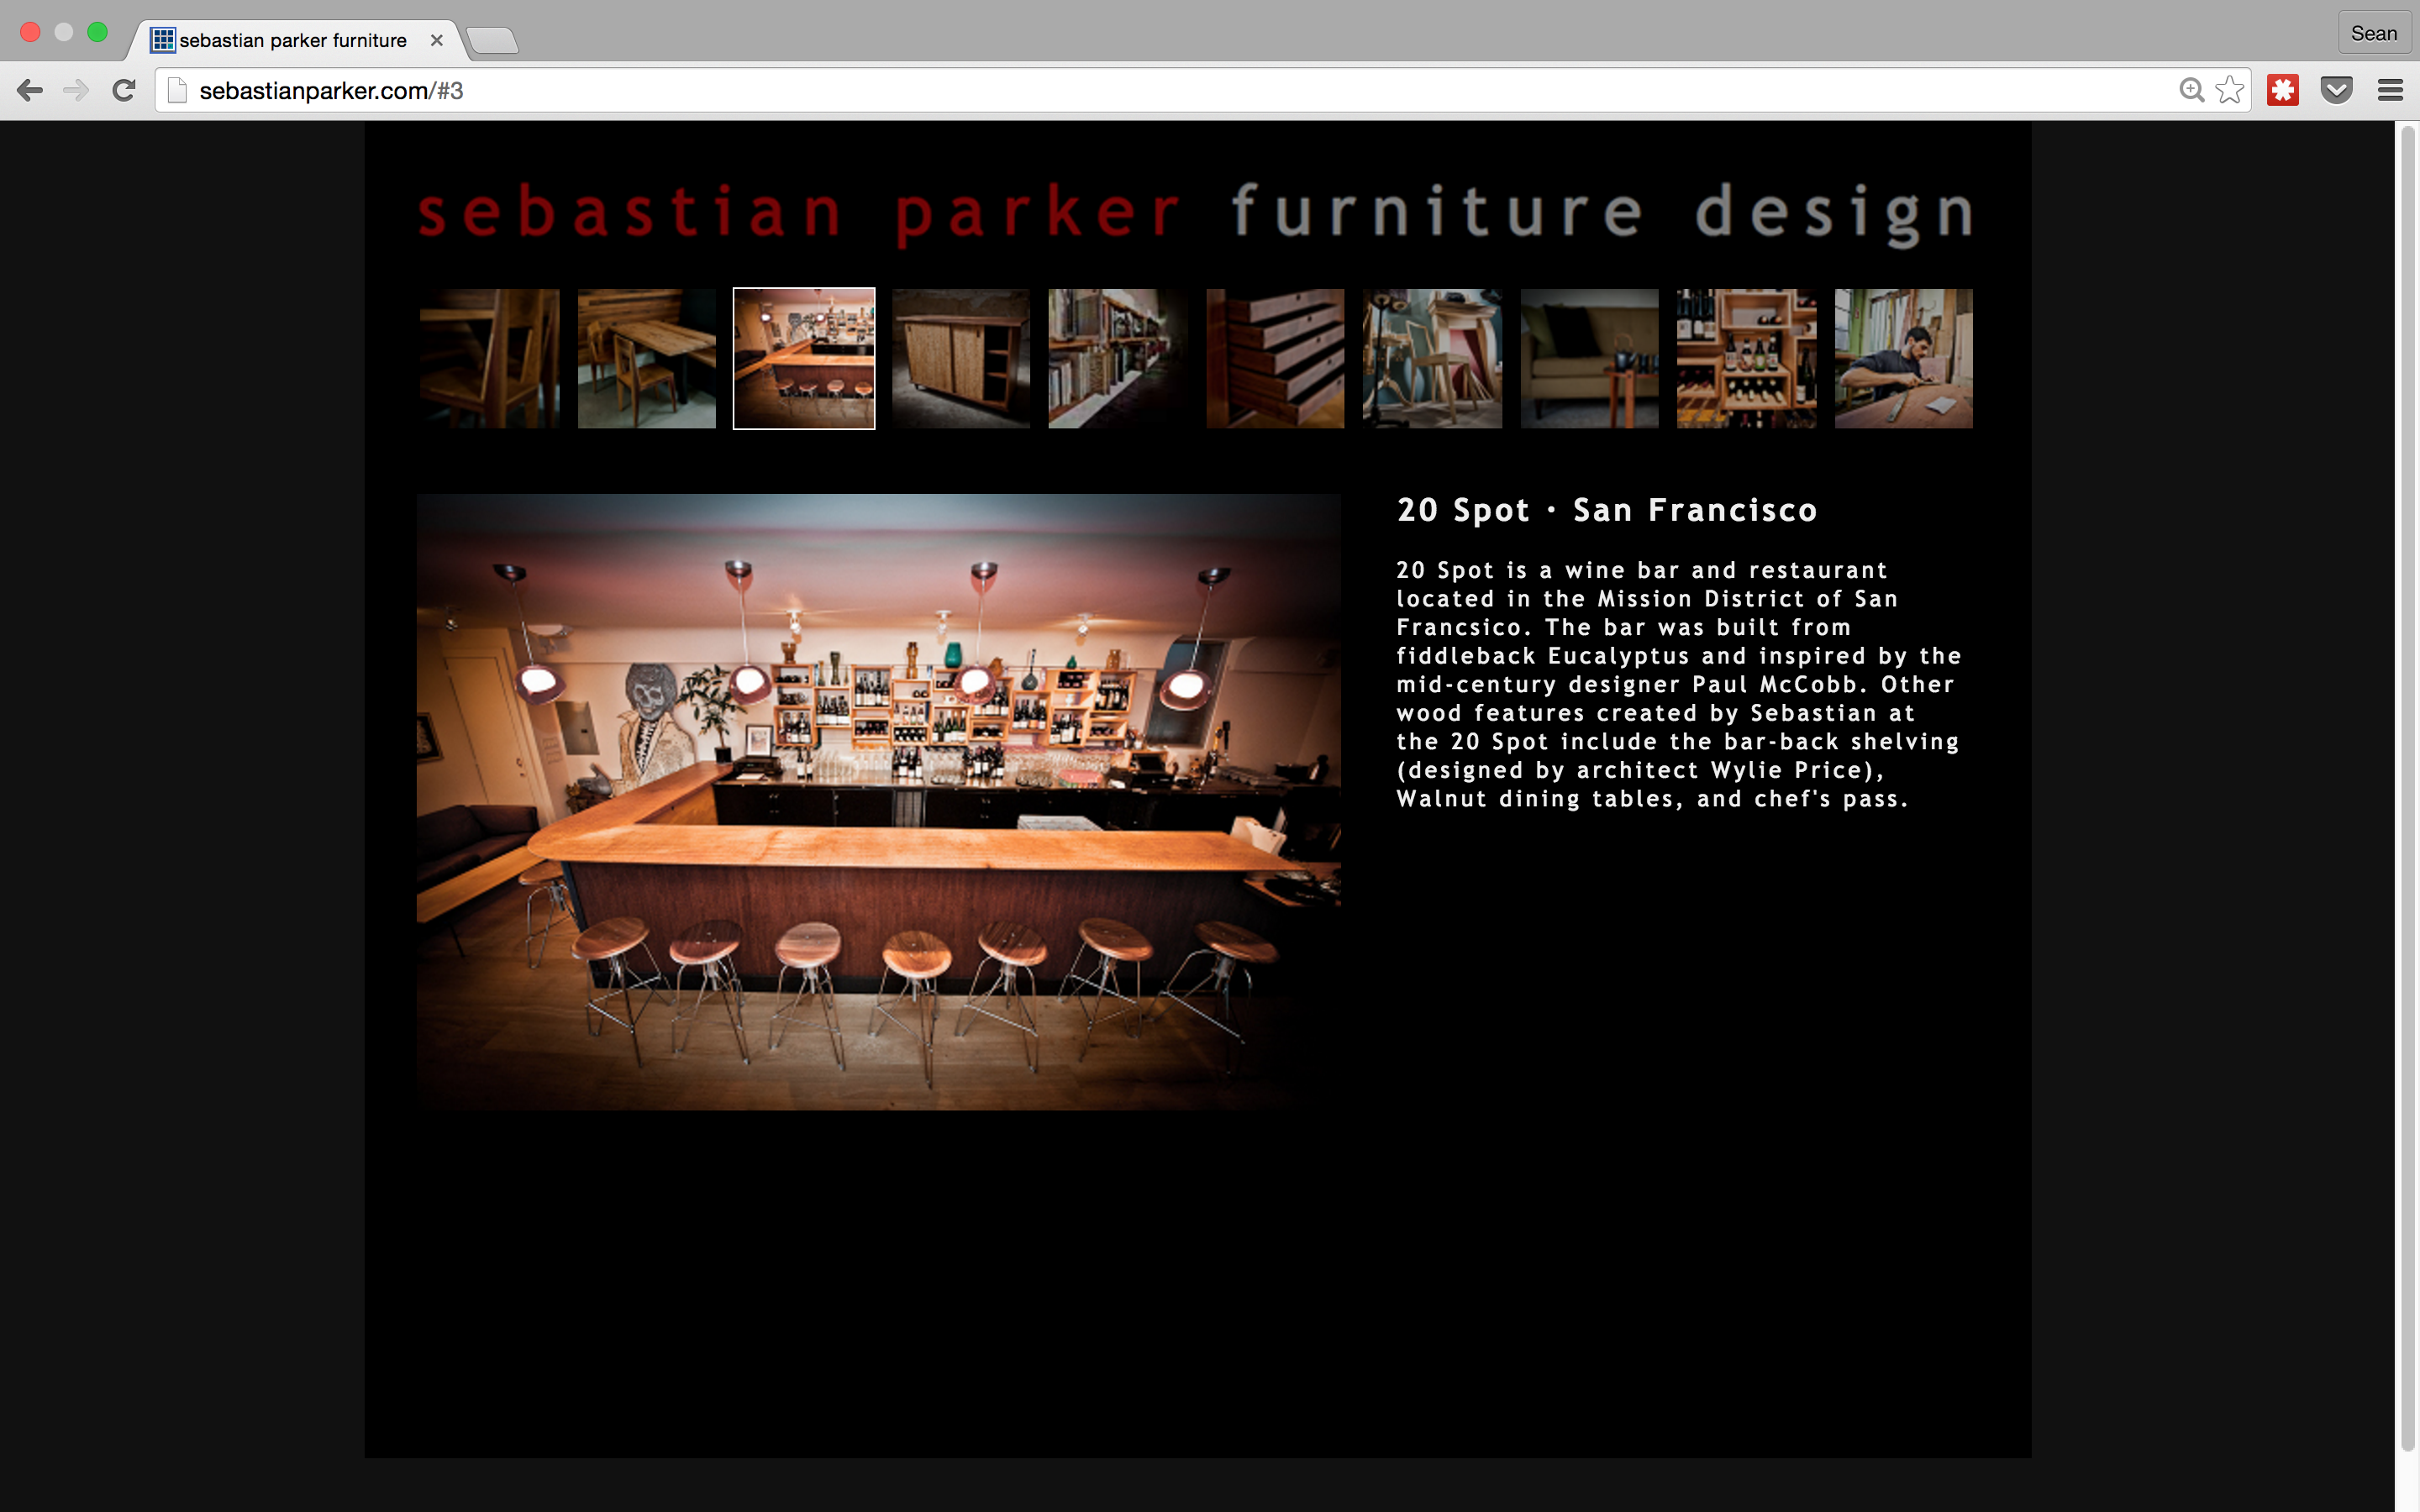 sebastian parker furniture
Sean
sebastianparker.com/#3
sebastian parker furniture design
20 Spot · San Francisco
20 Spot is a wine bar and restaurant
located in the Mission District of San
Francsico. The bar was built from
fiddleback Eucalyptus and inspired by the
mid-century designer Paul McCobb. Other
wood features created by Sebastian at
the 20 Spot include the bar-back shelving
(designed by architect Wylie Price),
Walnut dining tables, and chef's pass.